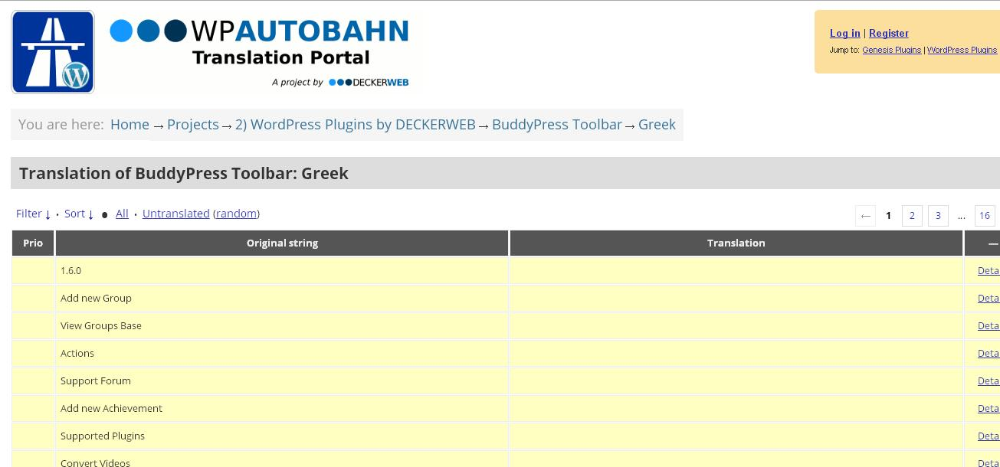 WPAUTOBAHN
Translation Portal
A project by DECKERWEB
Log in | Register
Jump to: Genesis Plugins | WordPress Plugins
You are here: Home → Projects → 2) WordPress Plugins by DECKERWEB → BuddyPress Toolbar → Greek
Translation of BuddyPress Toolbar: Greek
Filter ↓ • Sort ↓ ● All • Untranslated (random)
← 1 2 3 ... 16
Prio Original string Translation —
1.6.0 Deta
Add new Group Deta
View Groups Base Deta
Actions Deta
Support Forum Deta
Add new Achievement Deta
Supported Plugins Deta
Convert Videos Deta